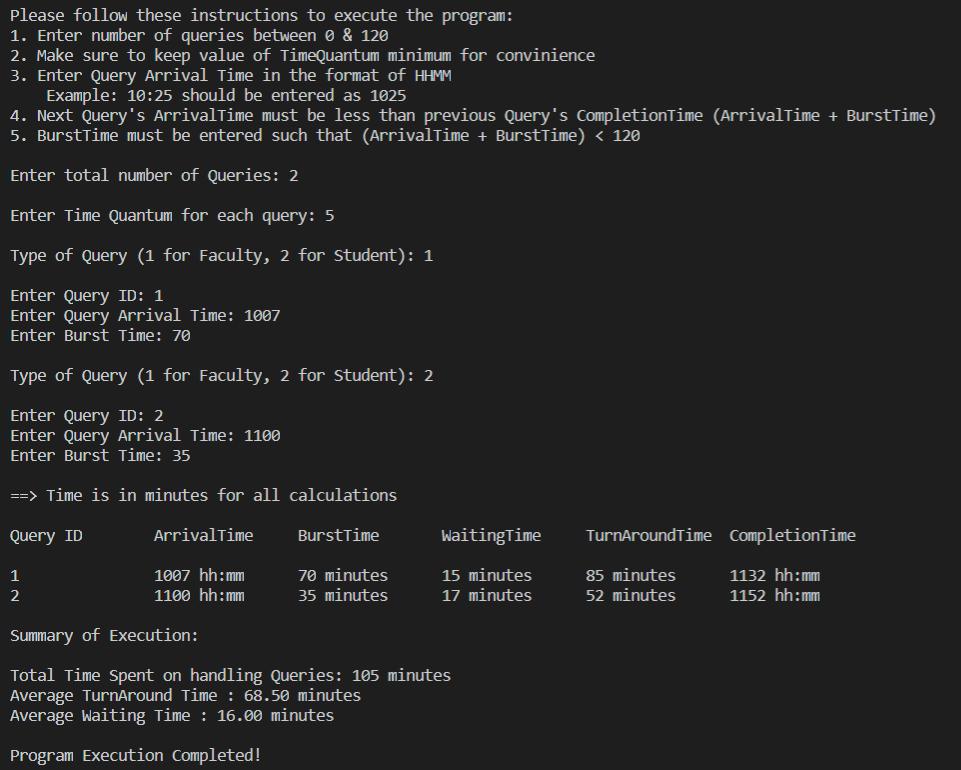 Please follow these instructions to execute the program:
1. Enter number of queries between 0 & 120
2. Make sure to keep value of TimeQuantum minimum for convinience
3. Enter Query Arrival Time in the format of HHMM
    Example: 10:25 should be entered as 1025
4. Next Query's ArrivalTime must be less than previous Query's CompletionTime (ArrivalTime + BurstTime)
5. BurstTime must be entered such that (ArrivalTime + BurstTime) < 120
Enter total number of Queries: 2
Enter Time Quantum for each query: 5
Type of Query (1 for Faculty, 2 for Student): 1
Enter Query ID: 1
Enter Query Arrival Time: 1007
Enter Burst Time: 70
Type of Query (1 for Faculty, 2 for Student): 2
Enter Query ID: 2
Enter Query Arrival Time: 1100
Enter Burst Time: 35
==> Time is in minutes for all calculations
Query ID        ArrivalTime     BurstTime       WaitingTime     TurnAroundTime  CompletionTime
1               1007 hh:mm      70 minutes      15 minutes      85 minutes      1132 hh:mm
2               1100 hh:mm      35 minutes      17 minutes      52 minutes      1152 hh:mm
Summary of Execution:
Total Time Spent on handling Queries: 105 minutes
Average TurnAround Time : 68.50 minutes
Average Waiting Time : 16.00 minutes
Program Execution Completed!